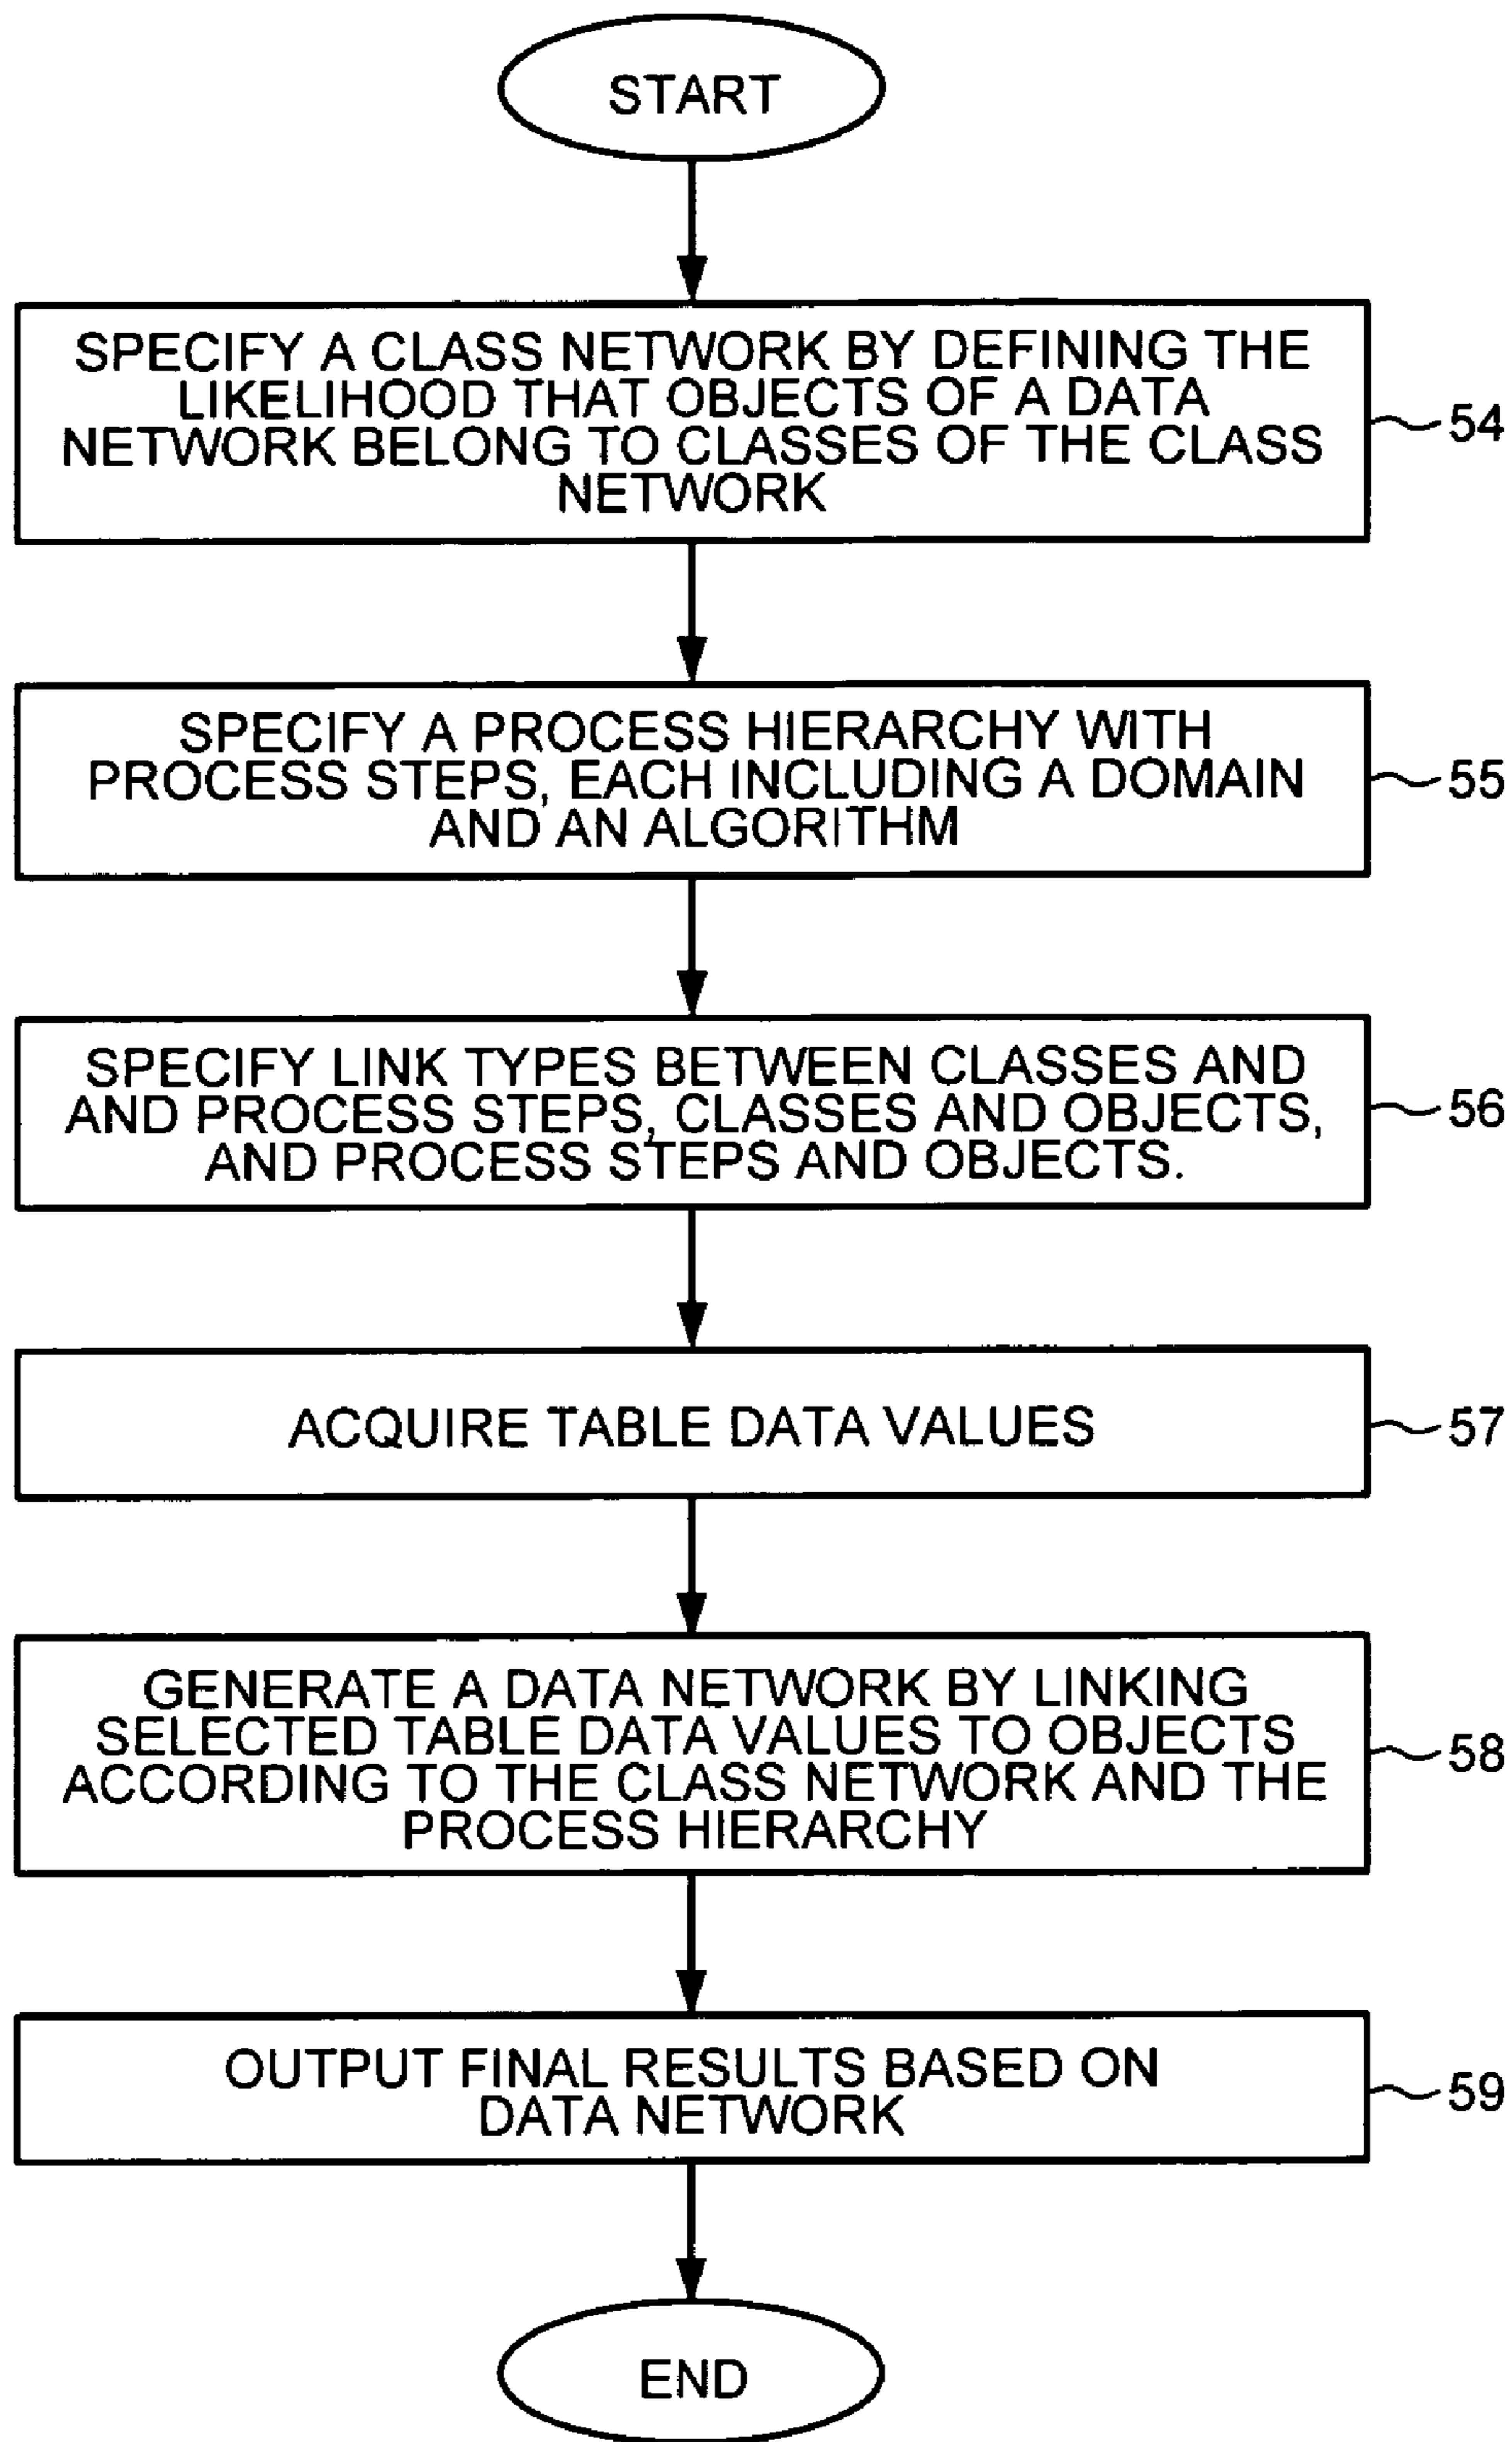 START
SPECIFY A CLASS NETWORK BY DEFINING THE
LIKELIHOOD THAT OBJECTS OF A DATA
NETWORK BELONG TO CLASSES OF THE CLASS
NETWORK
54
SPECIFY A PROCESS HIERARCHY WITH
PROCESS STEPS, EACH INCLUDING A DOMAIN
AND AN ALGORITHM
55
SPECIFY LINK TYPES BETWEEN CLASSES AND
AND PROCESS STEPS, CLASSES AND OBJECTS,
AND PROCESS STEPS AND OBJECTS.
56
ACQUIRE TABLE DATA VALUES
57
GENERATE A DATA NETWORK BY LINKING
SELECTED TABLE DATA VALUES TO OBJECTS
ACCORDING TO THE CLASS NETWORK AND THE
PROCESS HIERARCHY
58
OUTPUT FINAL RESULTS BASED ON
DATA NETWORK
59
END